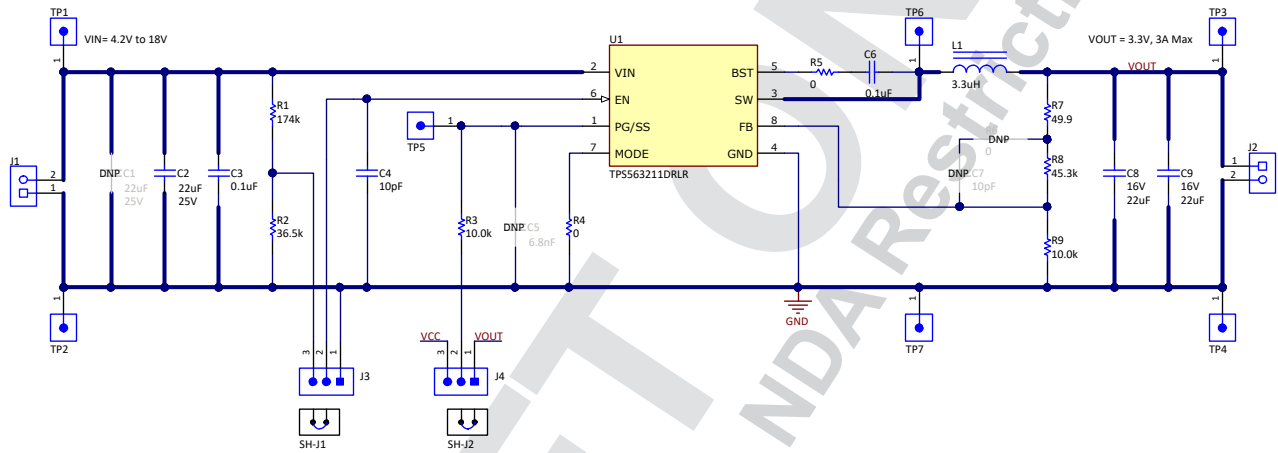 TP1
TP6
TP3
VIN= 4.2V to 18V
VOUT = 3.3V, 3A Max
1
1
1
U1
VIN
EN
PG/SS
MODE
BST
SW
FB
GND
2
6
1
7
5
3
8
4
TPS563211DRLR
R5
0
C6
0.1uF
L1
3.3uH
VOUT
J1
2
1
DNP
C1
22uF
25V
C2
22uF
25V
C3
0.1uF
R1
174k
R2
36.5k
C4
10pF
TP5
1
R3
10.0k
DNP
C5
6.8nF
R4
0
R7
49.9
DNP
0
R8
45.3k
DNP
C7
10pF
R9
10.0k
C8
16V
22uF
C9
16V
22uF
J2
1
2
1
TP2
GND
1
TP7
1
TP4
3
2
1
J3
SH-J1
VCC
VOUT
3
2
1
J4
SH-J2
NDA Restricti